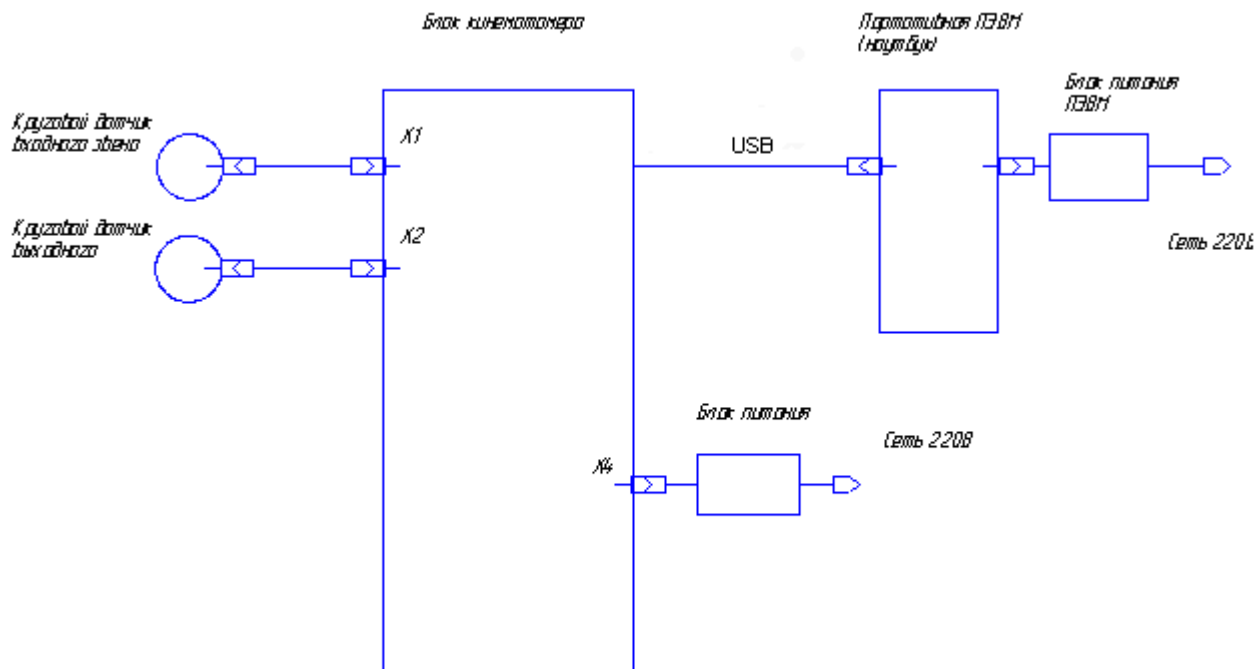 Блок кинематомера
Портативная ПЭВМ
(ноутбук)
Блок питания
ПЭВМ
Круговой датчик
входного звена
X1
USB
Круговой датчик
выходного
X2
Сеть 220В
Блок питания
Сеть 220В
X4